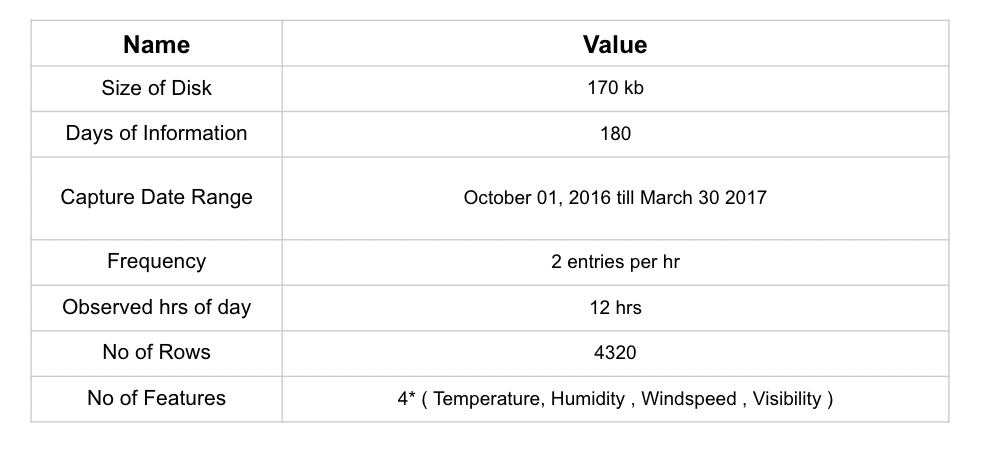 Name Value
Size of Disk 170 kb
Days of Information 180
Capture Date Range October 01, 2016 till March 30 2017
Frequency 2 entries per hr
Observed hrs of day 12 hrs
No of Rows 4320
No of Features 4* ( Temperature, Humidity , Windspeed , Visibility )